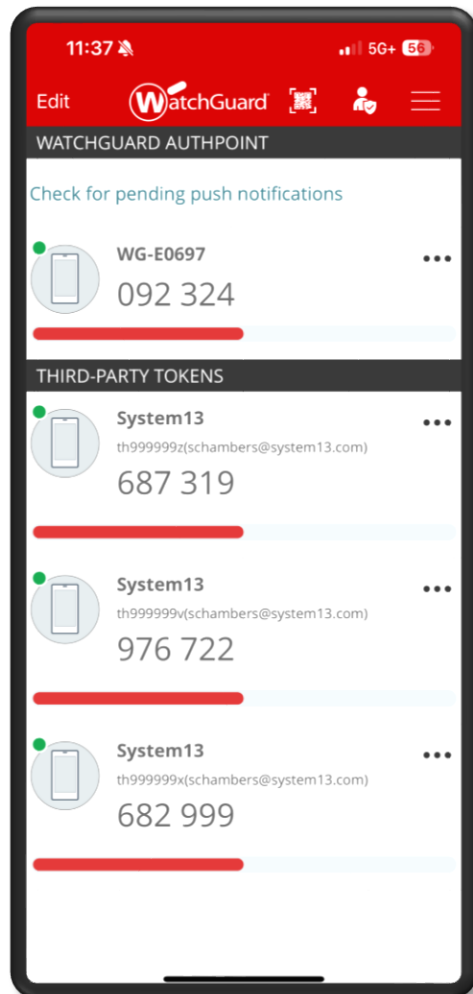 11:37
5G+ 56
Edit
WatchGuard
WATCHGUARD AUTHPOINT
Check for pending push notifications
WG-E0697
092 324
THIRD-PARTY TOKENS
System13
th999999z(schambers@system13.com)
687 319
System13
th999999v(schambers@system13.com)
976 722
System13
th999999x(schambers@system13.com)
682 999